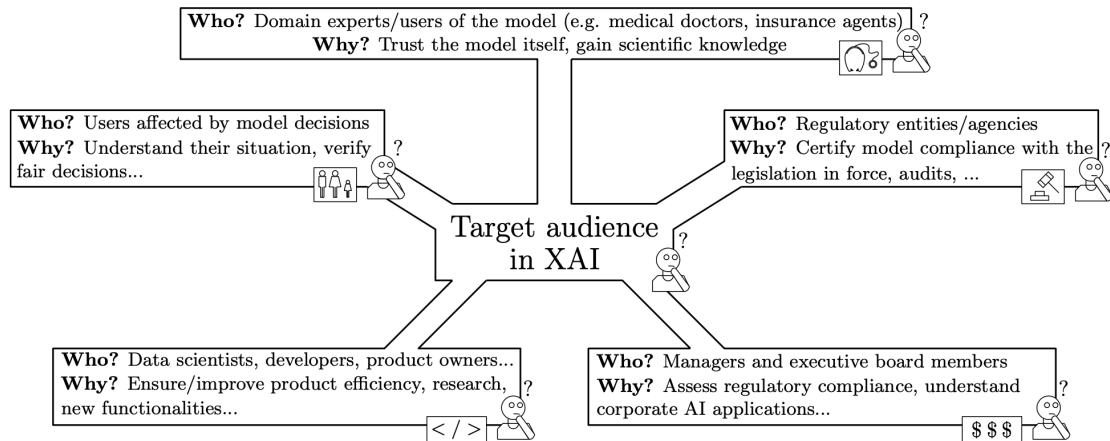 Who? Domain experts/users of the model (e.g. medical doctors, insurance agents)
Why? Trust the model itself, gain scientific knowledge
?
Who? Users affected by model decisions
Why? Understand their situation, verify
fair decisions...
?
Who? Regulatory entities/agencies
Why? Certify model compliance with the
legislation in force, audits, ...
?
Target audience
in XAI
?
Who? Data scientists, developers, product owners...
Why? Ensure/improve product efficiency, research,
new functionalities...
?
< / >
Who? Managers and executive board members
Why? Assess regulatory compliance, understand
corporate AI applications...
?
$ $ $